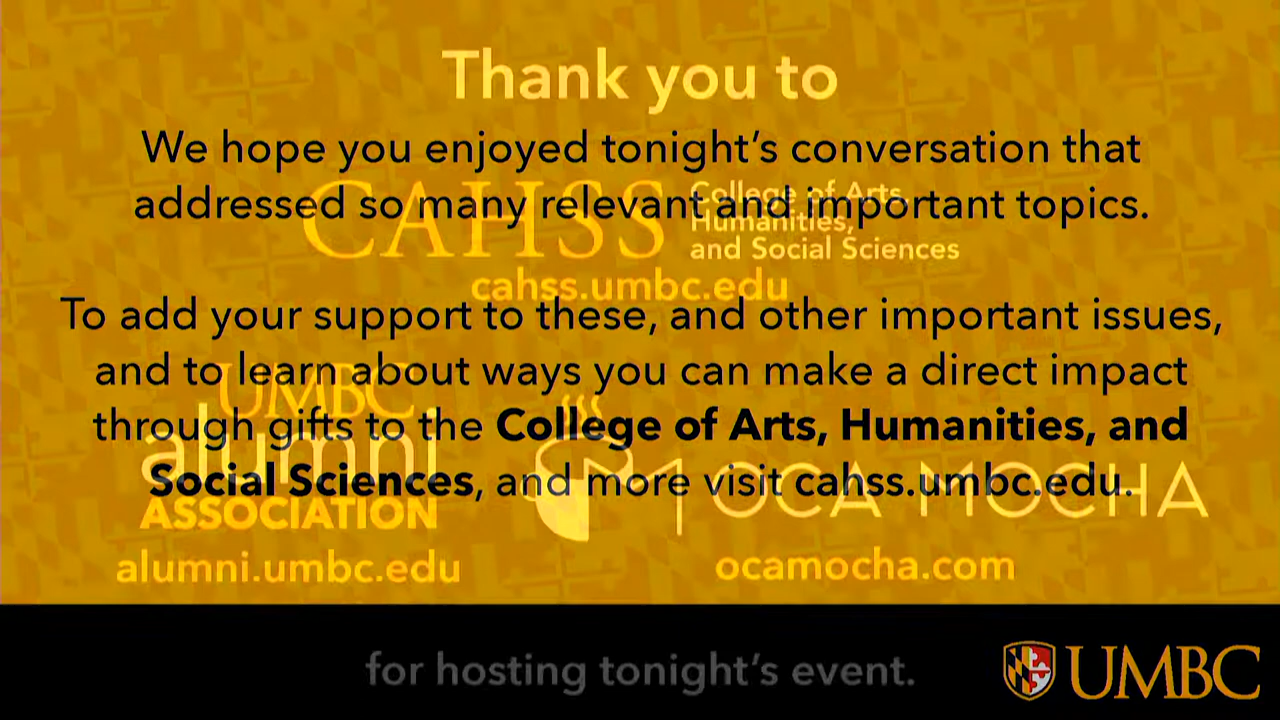 Thank you to
We hope you enjoyed tonight’s conversation that
addressed so many relevant and important topics.
CAHSS
College of Arts,
Humanities,
and Social Sciences
cahss.umbc.edu
To add your support to these, and other important issues,
and to learn about ways you can make a direct impact
through gifts to the College of Arts, Humanities, and
Social Sciences, and more visit cahss.umbc.edu.
UMBC
alumni
ASSOCIATION
alumni.umbc.edu
OCA MOCHA
ocamocha.com
for hosting tonight’s event.
UMBC